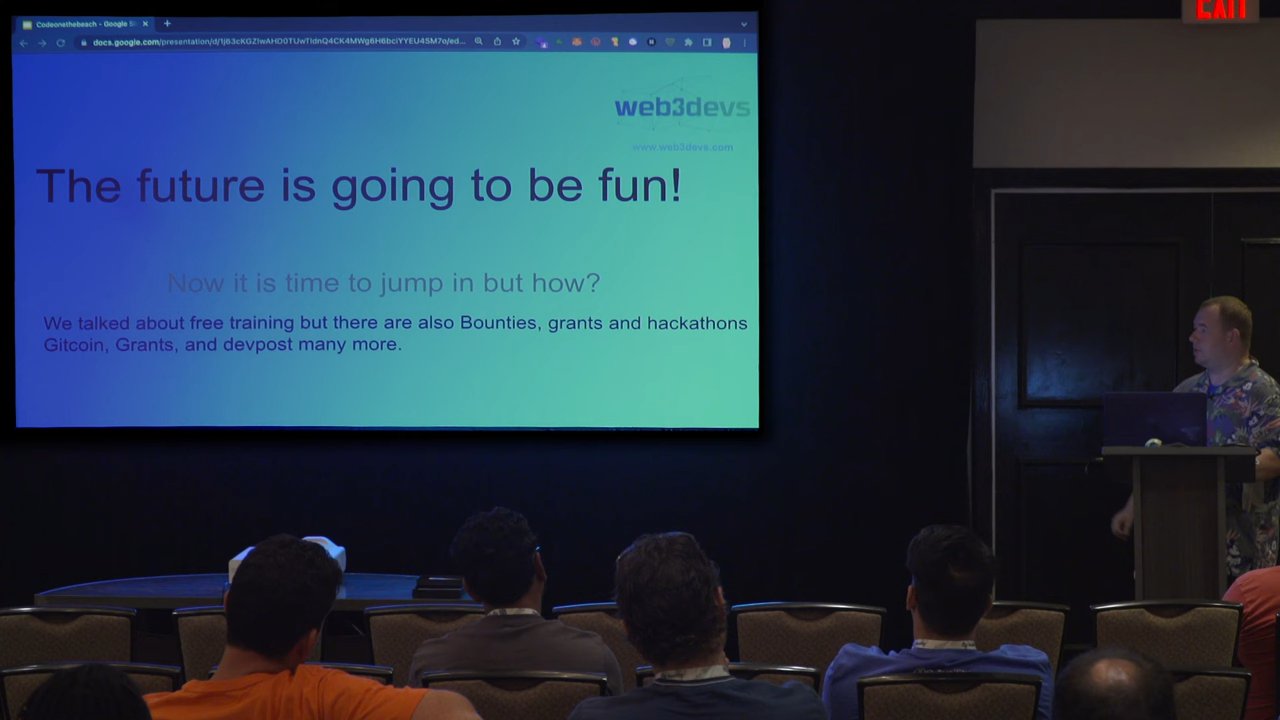 Codeonthebeach - Google Sl
docs.google.com/presentation/d/1j63cKGZlwAHD0TUwTldnQ4CK4MWg6H6bclYYEU4SM7o/ed...
web3devs
www.web3devs.com
The future is going to be fun!
Now it is time to jump in but how?
We talked about free training but there are also Bounties, grants and hackathons
Gitcoin, Grants, and devpost many more.
EXIT